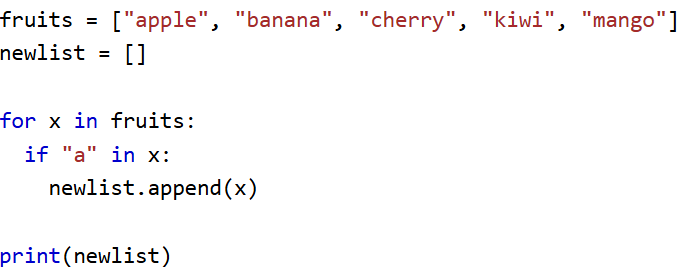 fruits = ["apple", "banana", "cherry", "kiwi", "mango"]
newlist = []

for x in fruits:
  if "a" in x:
    newlist.append(x)

print(newlist)